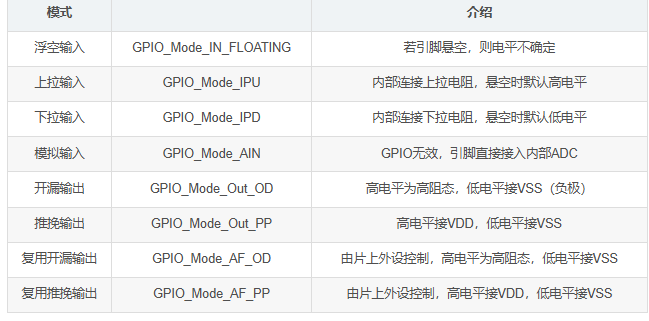 模式 介绍
浮空输入 GPIO_Mode_IN_FLOATING 若引脚悬空，则电平不确定
上拉输入 GPIO_Mode_IPU 内部连接上拉电阻，悬空时默认高电平
下拉输入 GPIO_Mode_IPD 内部连接下拉电阻，悬空时默认低电平
模拟输入 GPIO_Mode_AIN GPIO无效，引脚直接接入内部ADC
开漏输出 GPIO_Mode_Out_OD 高电平为高阻态，低电平接VSS（负极）
推挽输出 GPIO_Mode_Out_PP 高电平接VDD，低电平接VSS
复用开漏输出 GPIO_Mode_AF_OD 由片上外设控制，高电平为高阻态，低电平接VSS
复用推挽输出 GPIO_Mode_AF_PP 由片上外设控制，高电平接VDD，低电平接VSS